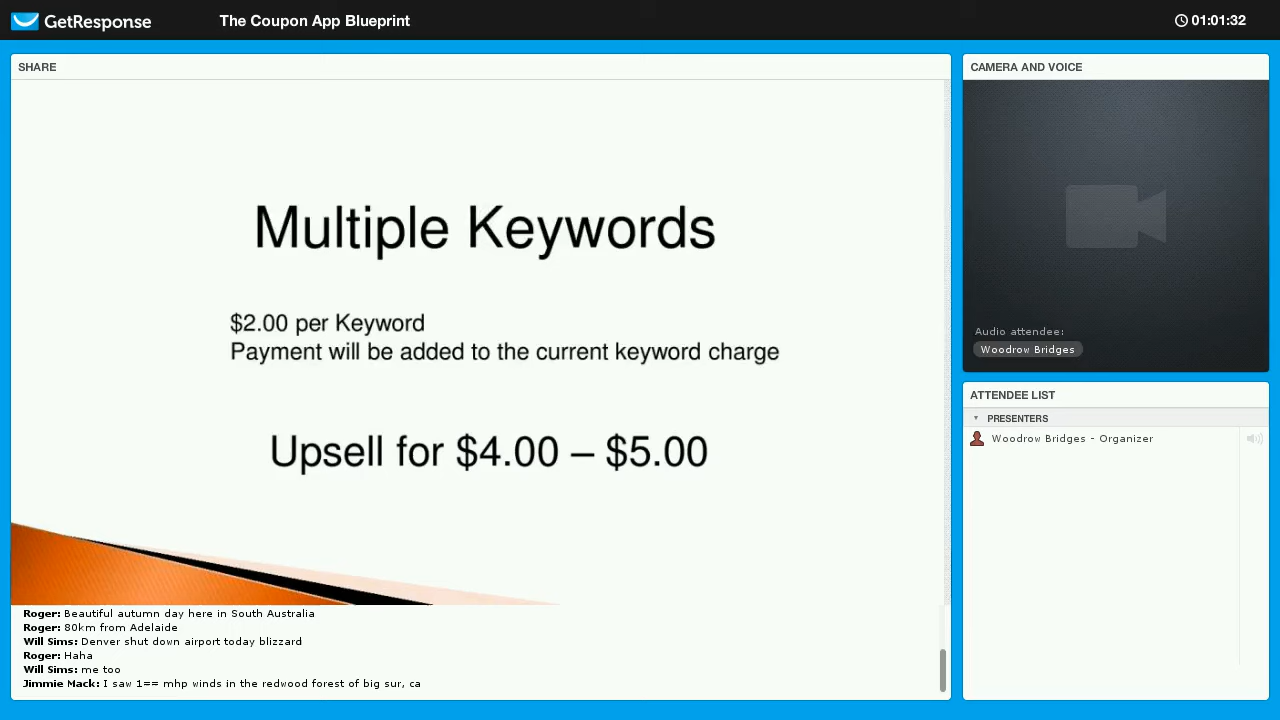 GetResponse
The Coupon App Blueprint
01:01:32
SHARE
Multiple Keywords
$2.00 per Keyword
Payment will be added to the current keyword charge
Upsell for $4.00 – $5.00
Roger: Beautiful autumn day here in South Australia
Roger: 80km from Adelaide
Will Sims: Denver shut down airport today blizzard
Roger: Haha
Will Sims: me too
Jimmie Mack: I saw 1== mhp winds in the redwood forest of big sur, ca
CAMERA AND VOICE
Audio attendee:
Woodrow Bridges
ATTENDEE LIST
PRESENTERS
Woodrow Bridges - Organizer